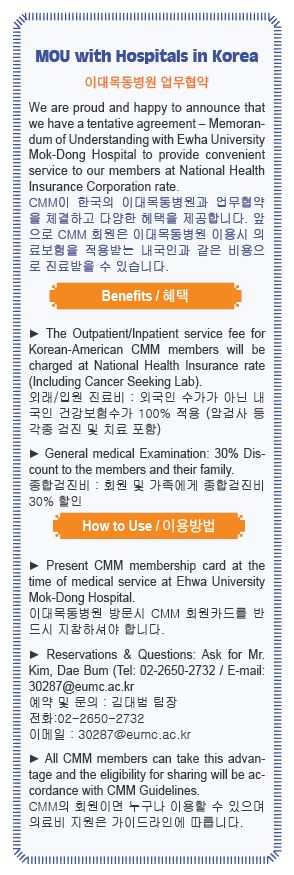 MOU with Hospitals in Korea
이대목동병원 업무협약
We are proud and happy to announce that
we have a tentative agreement – Memoran-
dum of Understanding with Ewha University
Mok-Dong Hospital to provide convenient
service to our members at National Health
Insurance Corporation rate.
CMM이 한국의 이대목동병원과 업무협약
을 체결하고 다양한 혜택을 제공합니다. 앞
으로 CMM 회원은 이대목동병원 이용시 의
료보험을 적용받는 내국인과 같은 비용으
로 진료받을 수 있습니다.
Benefits / 혜택
► The Outpatient/Inpatient service fee for
Korean-American CMM members will be
charged at National Health Insurance rate
(Including Cancer Seeking Lab).
외래/입원 진료비 : 외국인 수가가 아닌 내
국인 건강보험수가 100% 적용 (암검사 등
각종 검진 및 치료 포함)
► General medical Examination: 30% Dis-
count to the members and their family.
종합검진비 : 회원 및 가족에게 종합검진비
30% 할인
How to Use / 이용방법
► Present CMM membership card at the
time of medical service at Ehwa University
Mok-Dong Hospital.
이대목동병원 방문시 CMM 회원카드를 반
드시 지참하셔야 합니다.
► Reservations & Questions: Ask for Mr.
Kim, Dae Bum (Tel: 02-2650-2732 / E-mail:
30287@eumc.ac.kr
예약 및 문의 : 김대범 팀장
전화:02-2650-2732
이메일 : 30287@eumc.ac.kr
► All CMM members can take this advan-
tage and the eligibility for sharing will be ac-
cordance with CMM Guidelines.
CMM의 회원이면 누구나 이용할 수 있으며
의료비 지원은 가이드라인에 따릅니다.